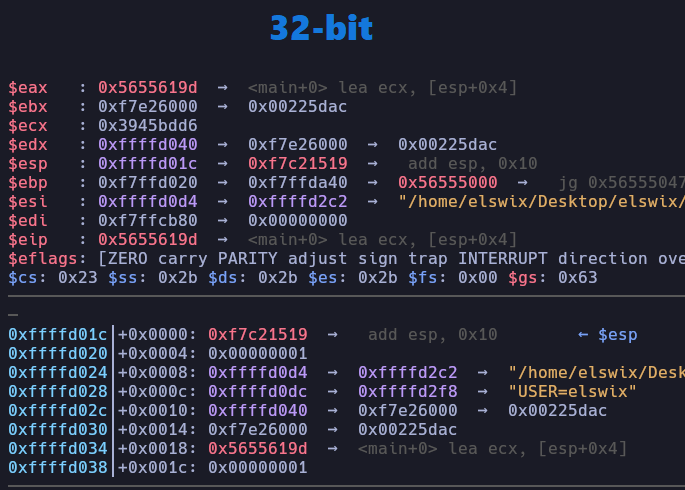 32-bit
$eax   : 0x5655619d  →  <main+0> lea ecx, [esp+0x4]
$ebx   : 0xf7e26000  →  0x00225dac
$ecx   : 0x3945bdd6
$edx   : 0xffffd040  →  0xf7e26000  →  0x00225dac
$esp   : 0xffffd01c  →  0xf7c21519  →   add esp, 0x10
$ebp   : 0xf7ffd020  →  0xf7ffda40  →  0x56555000  →   jg 0x56555047
$esi   : 0xffffd0d4  →  0xffffd2c2  →  "/home/elswix/Desktop/elswix/
$edi   : 0xf7ffcb80  →  0x00000000
$eip   : 0x5655619d  →  <main+0> lea ecx, [esp+0x4]
$eflags: [ZERO carry PARITY adjust sign trap INTERRUPT direction ove
$cs: 0x23 $ss: 0x2b $ds: 0x2b $es: 0x2b $fs: 0x00 $gs: 0x63
0xffffd01c│+0x0000: 0xf7c21519  →   add esp, 0x10        ← $esp
0xffffd020│+0x0004: 0x00000001
0xffffd024│+0x0008: 0xffffd0d4  →  0xffffd2c2  →  "/home/elswix/Desk
0xffffd028│+0x000c: 0xffffd0dc  →  0xffffd2f8  →  "USER=elswix"
0xffffd02c│+0x0010: 0xffffd040  →  0xf7e26000  →  0x00225dac
0xffffd030│+0x0014: 0xf7e26000  →  0x00225dac
0xffffd034│+0x0018: 0x5655619d  →  <main+0> lea ecx, [esp+0x4]
0xffffd038│+0x001c: 0x00000001